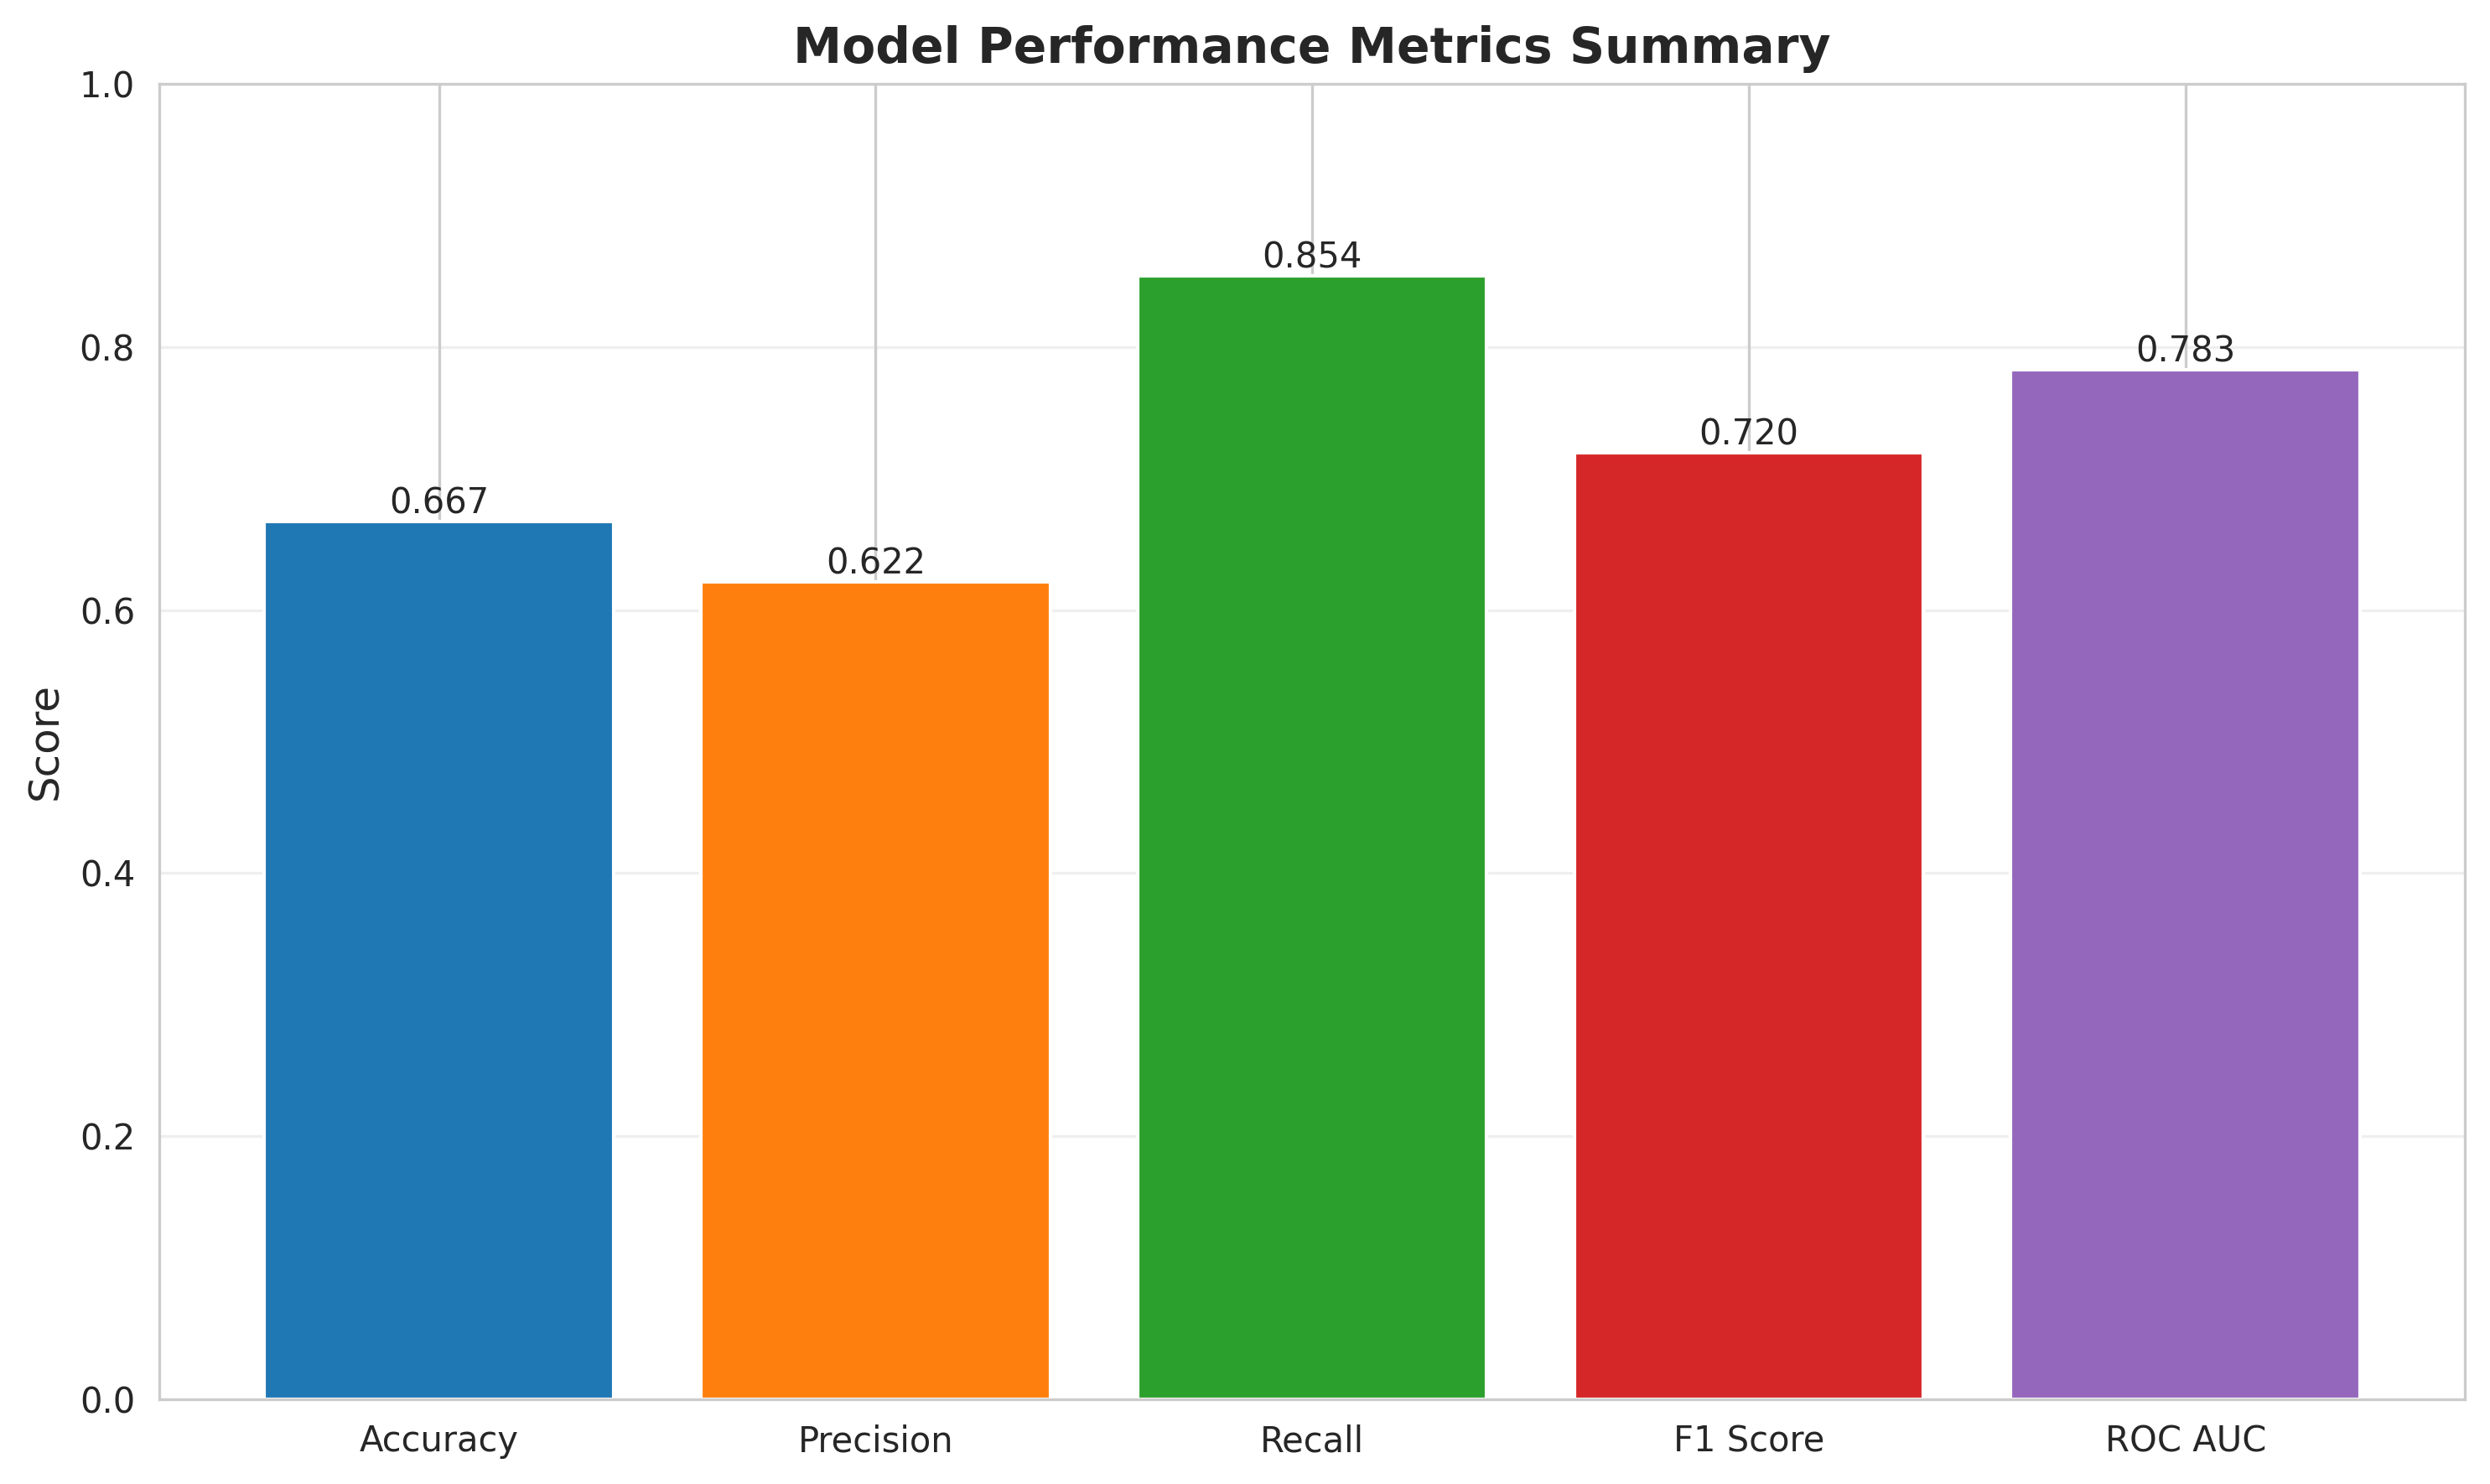 Model Performance Metrics Summary
1.0
0.8
0.6
0.4
0.2
0.0
Score
0.667
0.622
0.854
0.720
0.783
Accuracy
Precision
Recall
F1 Score
ROC AUC